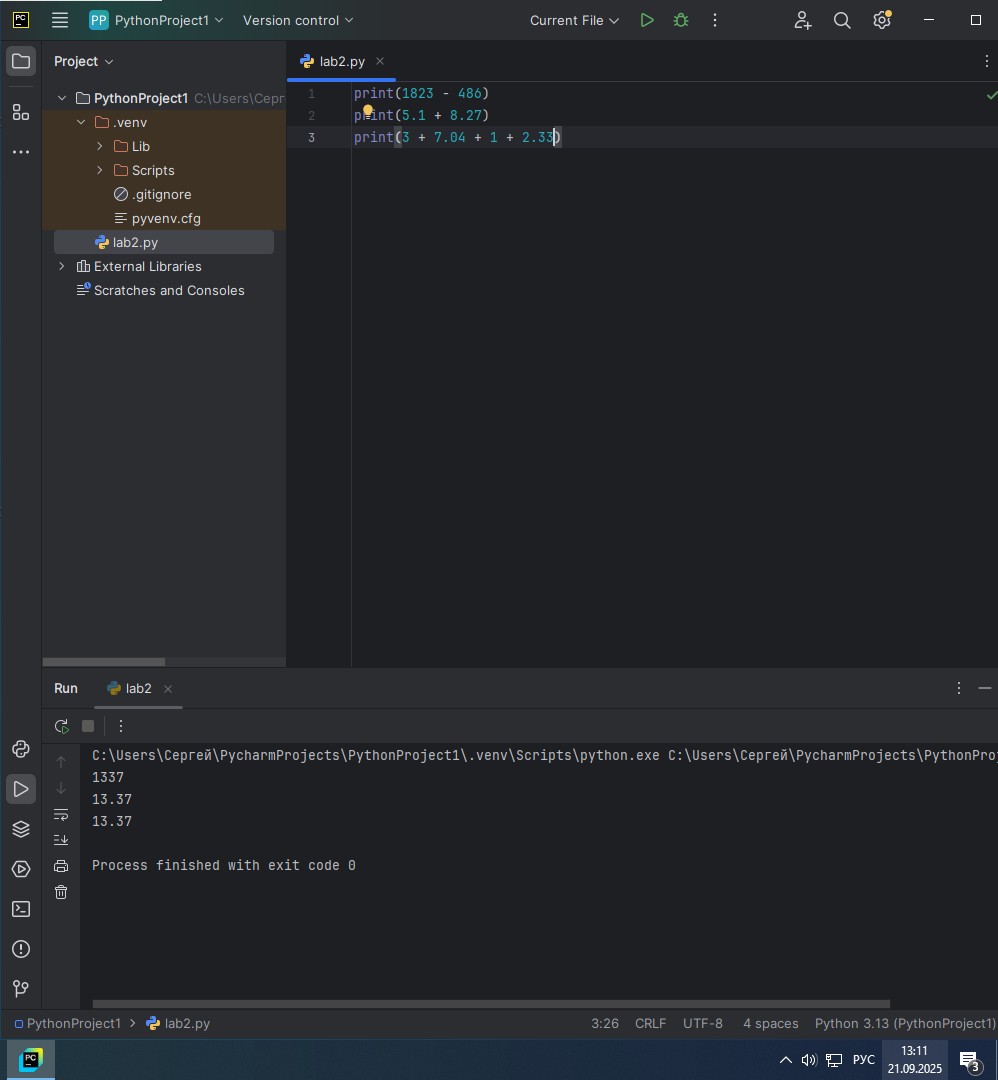 PC
PP PythonProject1 Version control Current File
Project
lab2.py
PythonProject1 C:\Users\Серг
.venv
Lib
Scripts
.gitignore
pyvenv.cfg
lab2.py
External Libraries
Scratches and Consoles
1 print(1823 - 486)
2 print(5.1 + 8.27)
3 print(3 + 7.04 + 1 + 2.33)
Run lab2
C:\Users\Сергей\PycharmProjects\PythonProject1\.venv\Scripts\python.exe C:\Users\Сергей\PycharmProjects\PythonProj
1337
13.37
13.37
Process finished with exit code 0
PythonProject1 lab2.py 3:26 CRLF UTF-8 4 spaces Python 3.13 (PythonProject1)
PC
РУС
13:11
21.09.2025
3